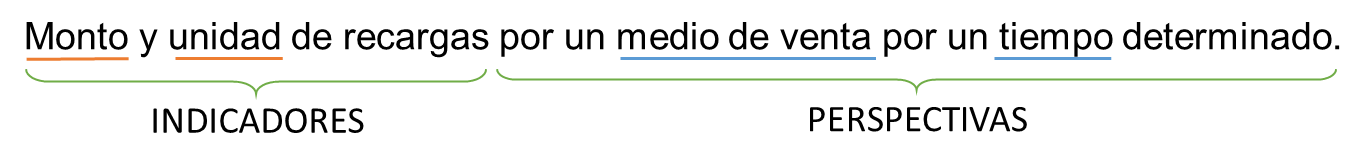 Monto y unidad de recargas por un medio de venta por un tiempo determinado.
INDICADORES PERSPECTIVAS